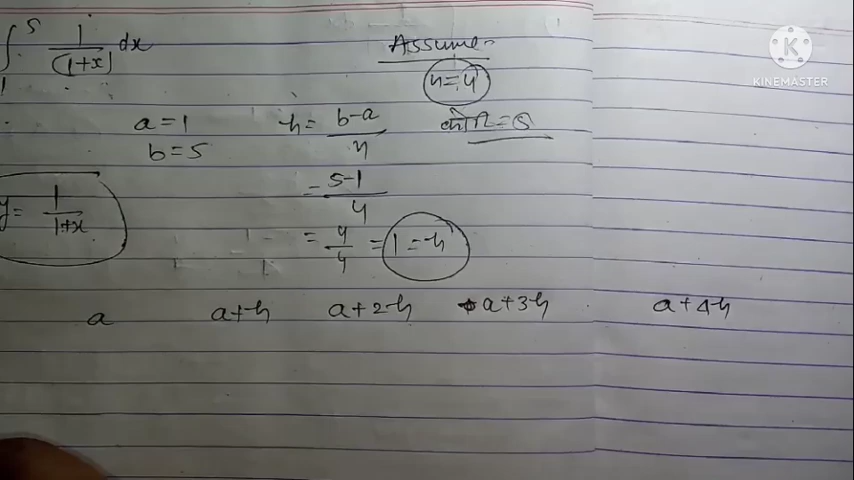 ∫₁⁵ 1/(1+x) dx
Assume
n=4
a=1
b=5
h = (b-a)/n
कोटि = 5
= (5-1)/4
y = 1/(1+x)
= 4/4 = 1 = h
a a+h a+2h a+3h a+4h
K
KINEMASTER